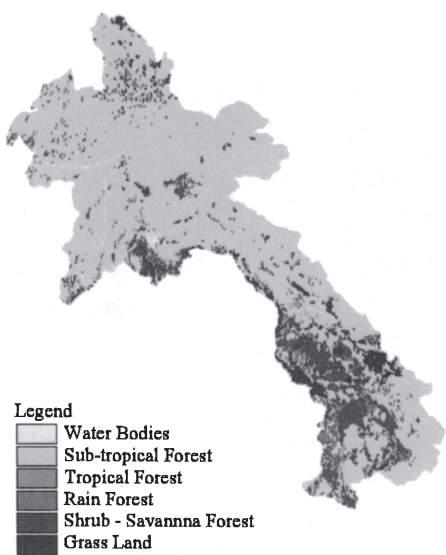 Legend
Water Bodies
Sub-tropical Forest
Tropical Forest
Rain Forest
Shrub - Savannna Forest
Grass Land